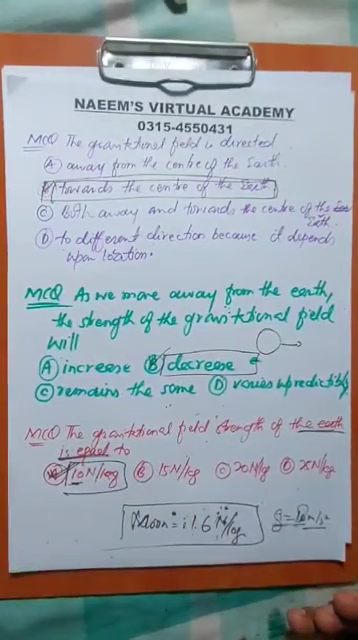 NAEEM'S VIRTUAL ACADEMY
0315-4550431
MCQ The gravitational field is directed
(A) away from the centre of the Earth.
(B) towards the centre of the Earth
(C) Both away and towards the centre of the Earth.
(D) to different direction because it depends
upon location.
MCQ As we move away from the earth,
the strength of the gravitational field
will
(A) increase (B) decrease
(C) remains the same (D) varies
MCQ The gravitational field strength of the earth
is equal to
(A) 10N/kg (B) 15N/kg (C) 20N/kg (D) 25N/kg
Moon = 1.6 N/kg g = 10m/s²